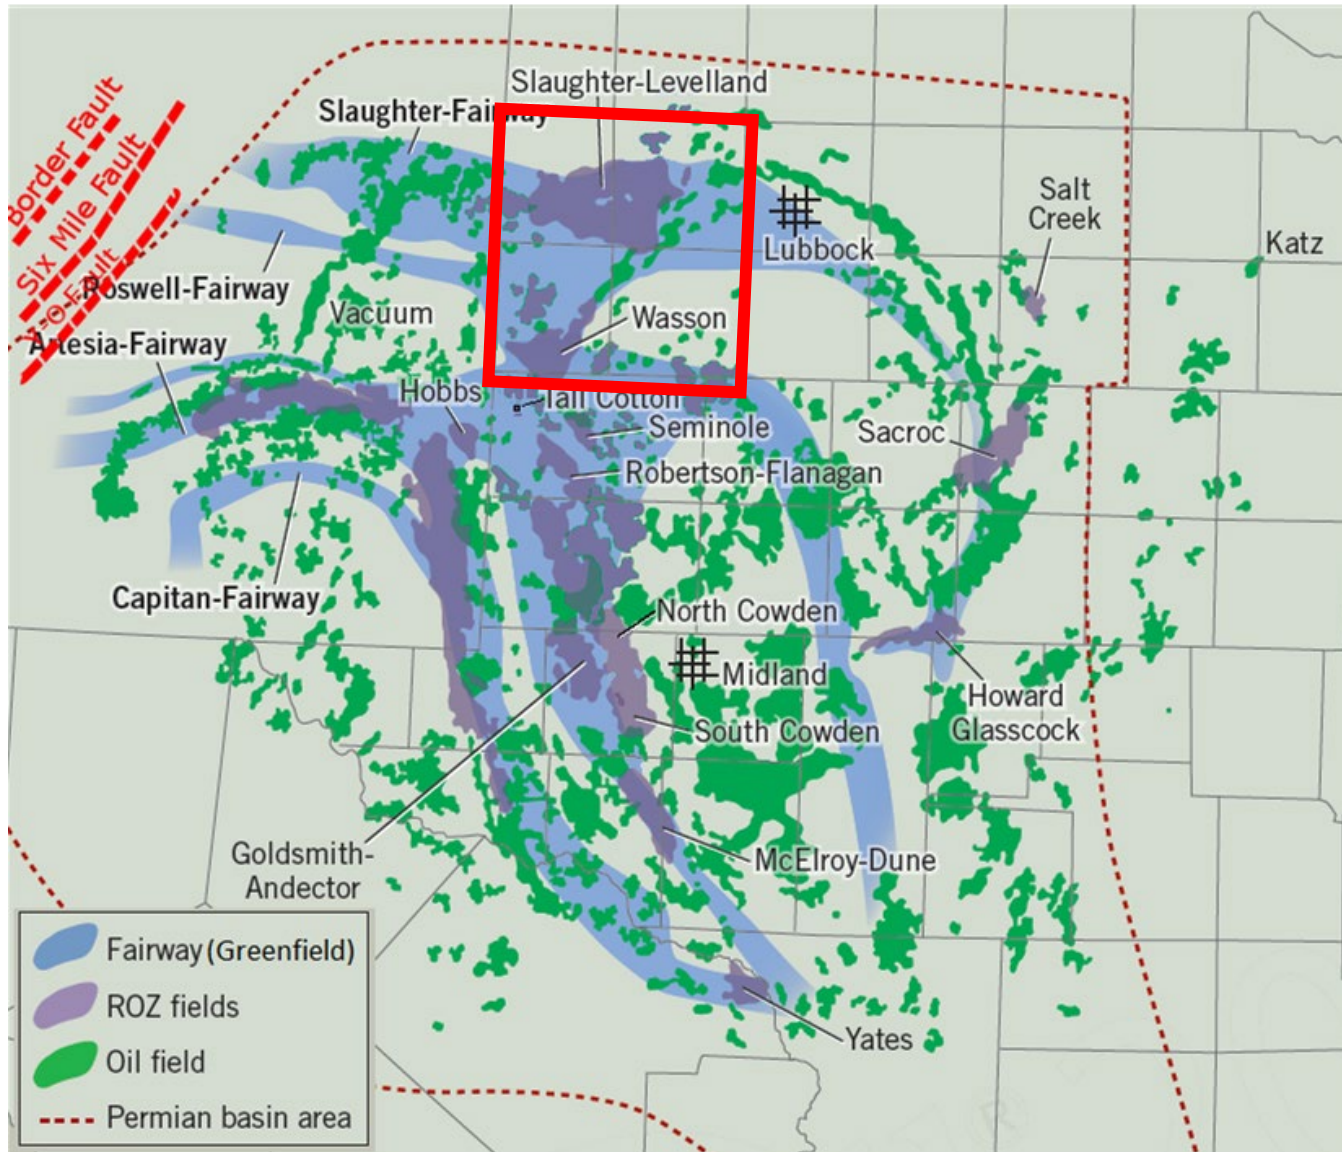 Slaughter-Levelland
Slaughter-Fairway
Border Fault
Six Mile Fault
Fault
Salt
Creek
Lubbock
Katz
Roswell-Fairway
Vacuum
Wasson
Artesia-Fairway
Hobbs
Tall Cotton
Seminole
Sacroc
Robertson-Flanagan
Capitan-Fairway
North Cowden
Midland
Howard
Glasscock
South Cowden
Goldsmith-
Andector
McElroy-Dune
Yates
Fairway (Greenfield)
ROZ fields
Oil field
Permian basin area